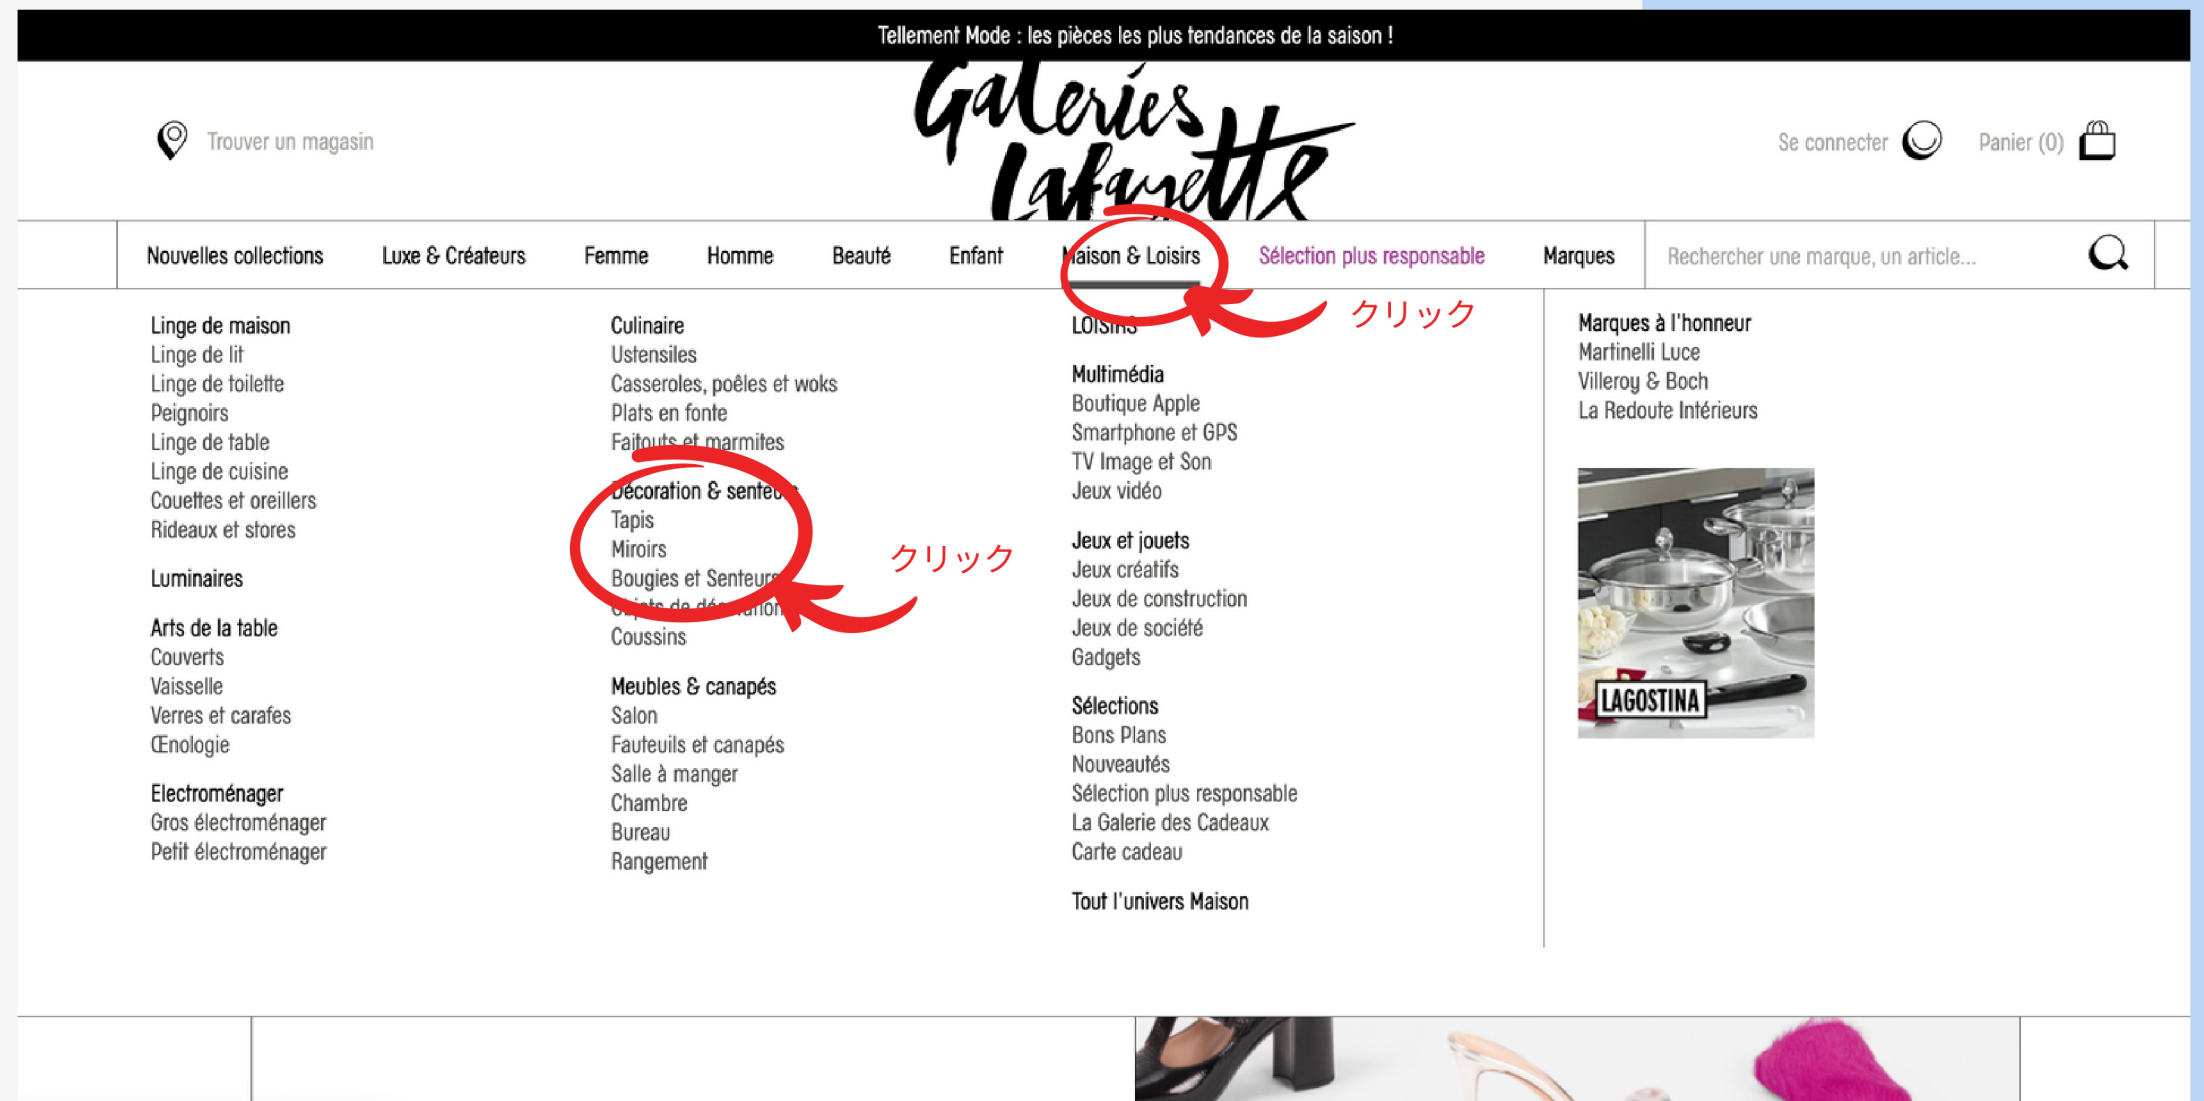 Tellement Mode : les pièces les plus tendances de la saison !
Trouver un magasin
Galeries
Lafayette
Se connecter
Panier (0)
Nouvelles collections
Luxe & Créateurs
Femme
Homme
Beauté
Enfant
Maison & Loisirs
Sélection plus responsable
Marques
Rechercher une marque, un article...
クリック
Linge de maison
Linge de lit
Linge de toilette
Peignoirs
Linge de table
Linge de cuisine
Couettes et oreillers
Rideaux et stores
Luminaires
Arts de la table
Couverts
Vaisselle
Verres et carafes
Œnologie
Electroménager
Gros électroménager
Petit électroménager
Culinaire
Ustensiles
Casseroles, poêles et woks
Plats en fonte
Faitouts et marmites
Décoration & senteurs
Tapis
Miroirs
Bougies et Senteurs
Objets de décoration
Coussins
クリック
Meubles & canapés
Salon
Fauteuils et canapés
Salle à manger
Chambre
Bureau
Rangement
LOISIRS
Multimédia
Boutique Apple
Smartphone et GPS
TV Image et Son
Jeux vidéo
Jeux et jouets
Jeux créatifs
Jeux de construction
Jeux de société
Gadgets
Sélections
Bons Plans
Nouveautés
Sélection plus responsable
La Galerie des Cadeaux
Carte cadeau
Tout l'univers Maison
Marques à l'honneur
Martinelli Luce
Villeroy & Boch
La Redoute Intérieurs
LAGOSTINA